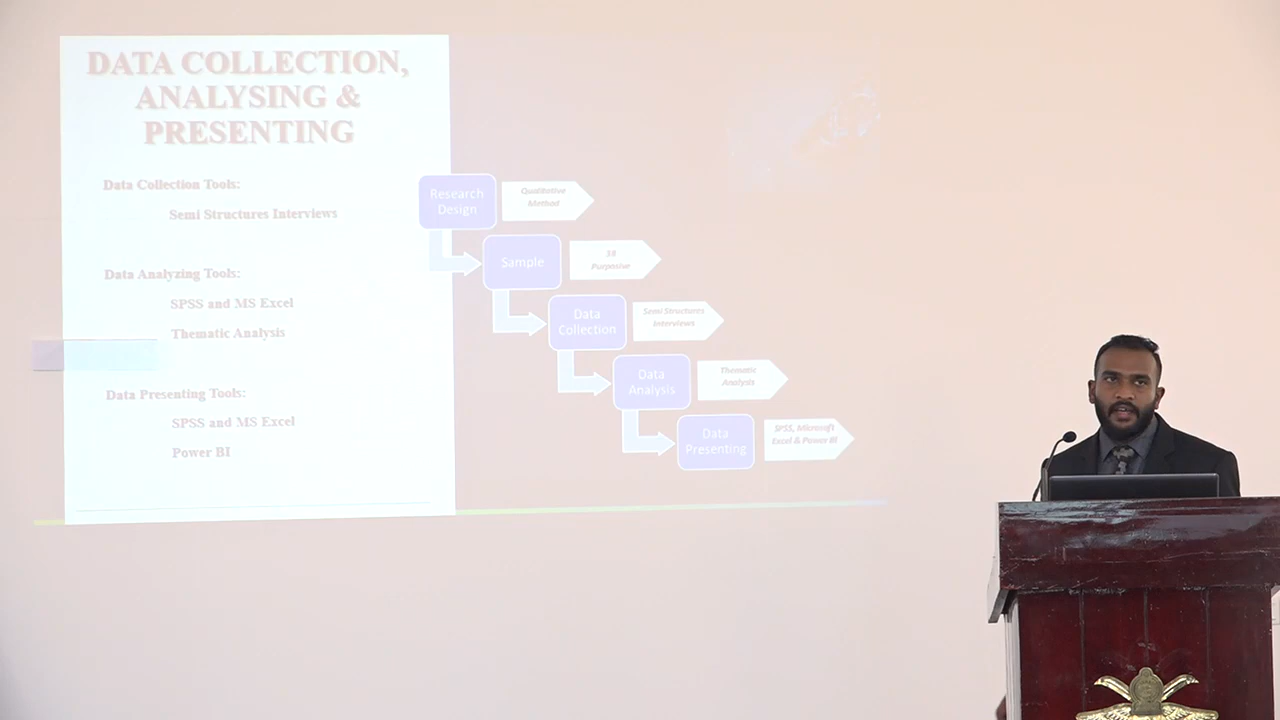 DATA COLLECTION,
ANALYSING &
PRESENTING
Data Collection Tools:
Semi Structures Interviews
Data Analyzing Tools:
SPSS and MS Excel
Thematic Analysis
Data Presenting Tools:
SPSS and MS Excel
Power BI
Research
Design
Qualitative
Method
Sample
38
Purposive
Data
Collection
Semi Structures
Interviews
Data
Analysis
Thematic
Analysis
Data
Presenting
SPSS, Microsoft
Excel & Power BI